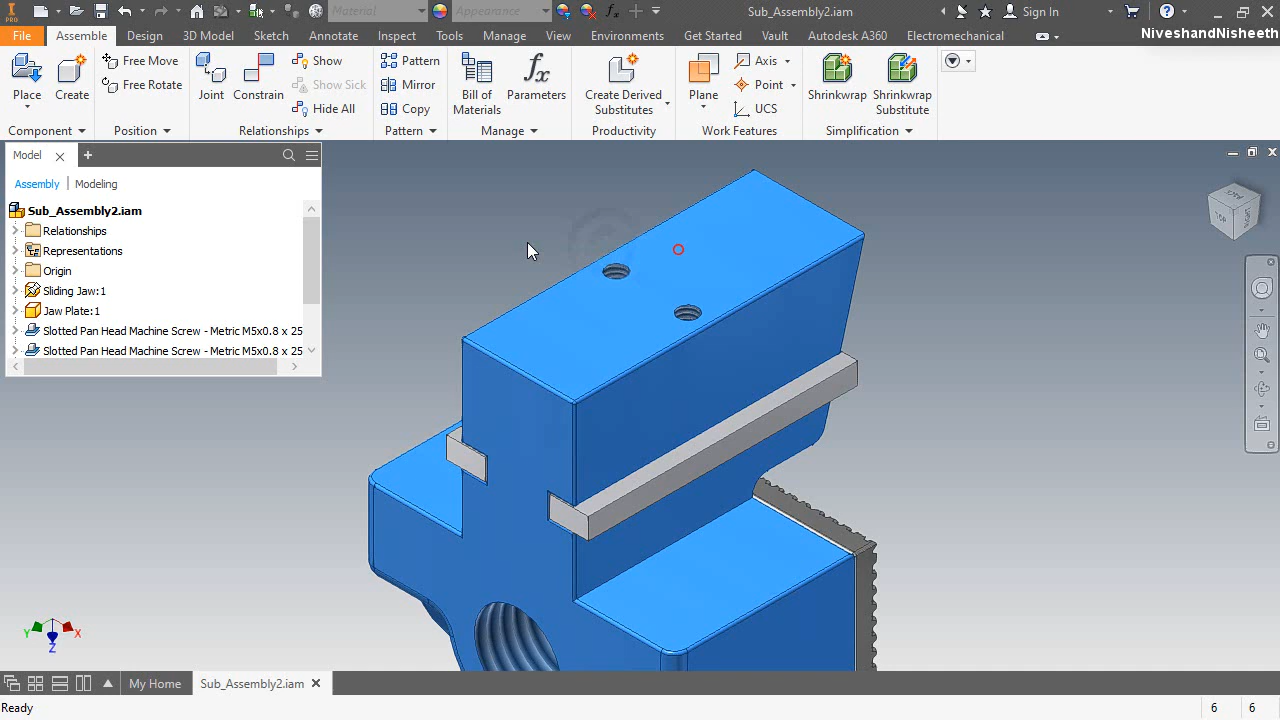 PRO
Material
Appearance
Sub_Assembly2.iam
Sign In
NiveshandNisheeth
File Assemble Design 3D Model Sketch Annotate Inspect Tools Manage View Environments Get Started Vault Autodesk A360 Electromechanical
Place
Create
Component
Free Move
Free Rotate
Position
Joint
Constrain
Show
Show Sick
Hide All
Relationships
Pattern
Mirror
Copy
Pattern
Bill of
Materials
fx
Parameters
Manage
Create Derived
Substitutes
Productivity
Plane
Axis
Point
UCS
Work Features
Shrinkwrap
Shrinkwrap
Substitute
Simplification
Model
Assembly | Modeling
Sub_Assembly2.iam
Relationships
Representations
Origin
Sliding Jaw:1
Jaw Plate:1
Slotted Pan Head Machine Screw - Metric M5x0.8 x 25
Slotted Pan Head Machine Screw - Metric M5x0.8 x 25
TOP
Y
X
Z
My Home
Sub_Assembly2.iam
Ready
6 6